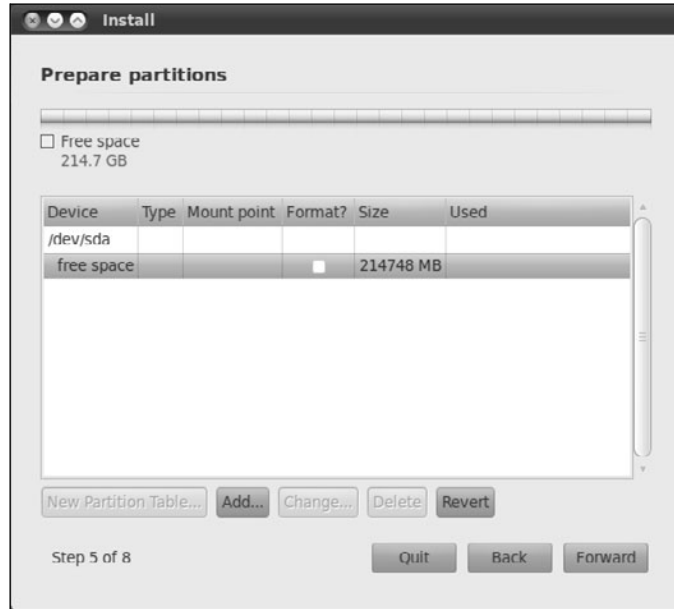 Install
Prepare partitions
Free space
214.7 GB
Device Type Mount point Format? Size Used
/dev/sda
free space 214748 MB
New Partition Table... Add... Change... Delete Revert
Step 5 of 8 Quit Back Forward